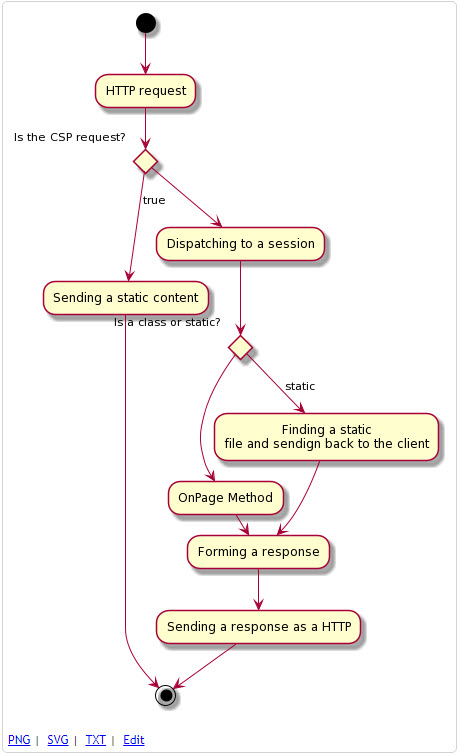 HTTP request
Is the CSP request?
true
Dispatching to a session
Sending a static content
Is a class or static?
static
Finding a static
file and sendign back to the client
OnPage Method
Forming a response
Sending a response as a HTTP
PNG | SVG | TXT | Edit